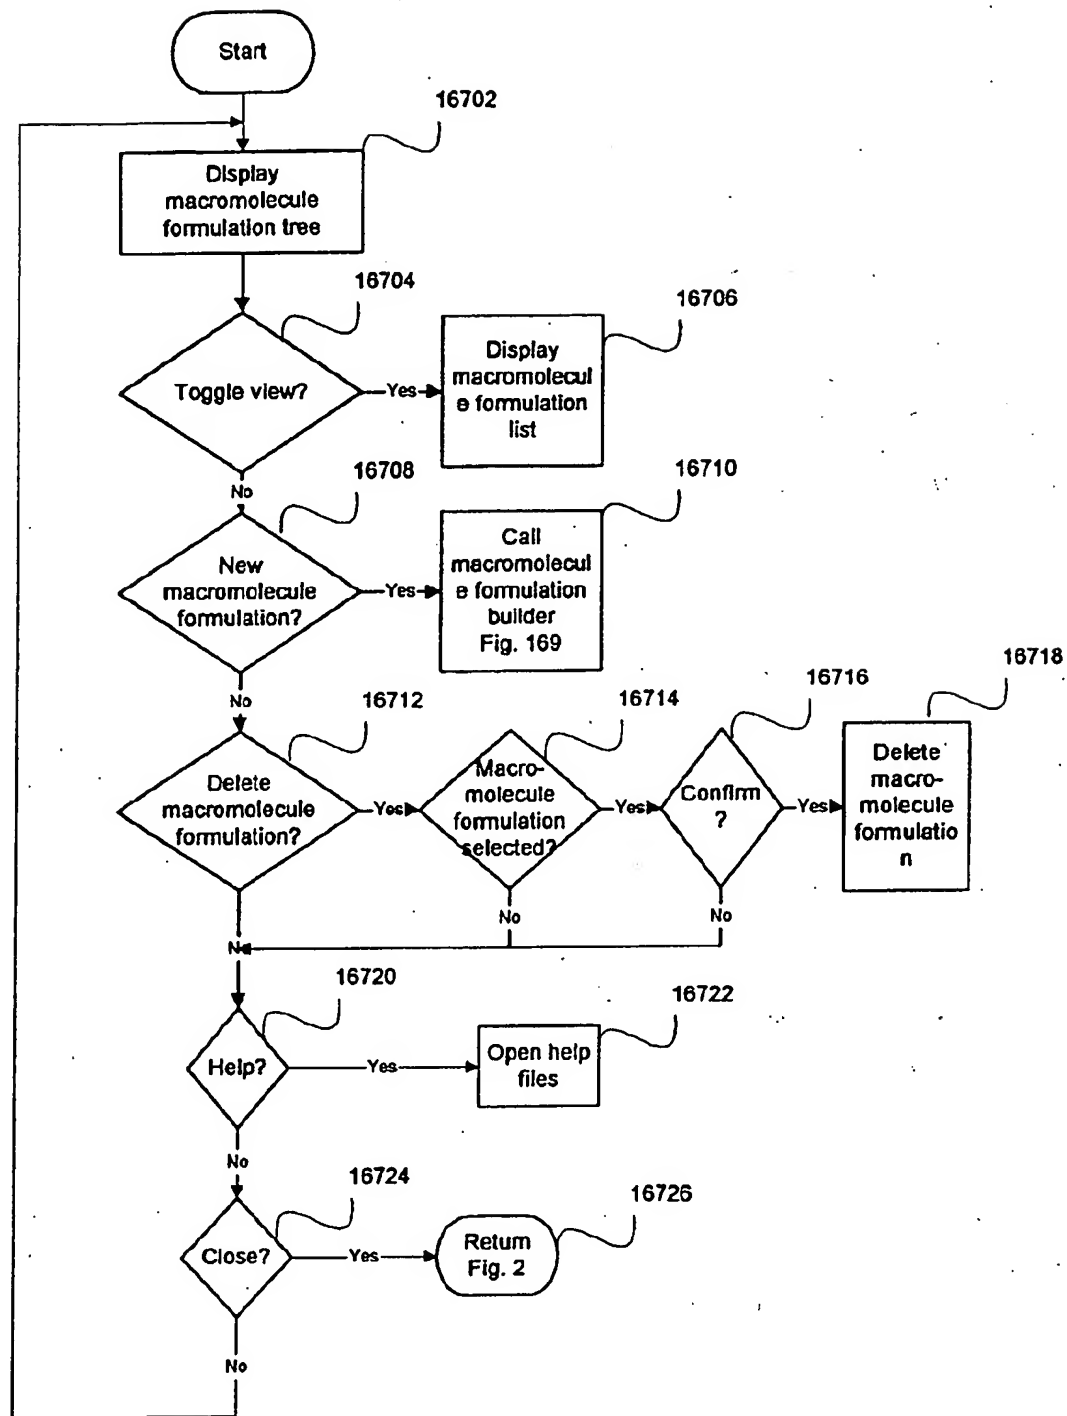 Start
16702
Display
macromolecule
formulation tree
16704
Toggle view?
Yes
16706
Display
macromolecul
e formulation
list
No
16708
New
macromolecule
formulation?
Yes
16710
Call
macromolecul
e formulation
builder
Fig. 169
No
16712
Delete
macromolecule
formulation?
Yes
16714
Macro-
molecule
formulation
selected?
Yes
16716
Confirm
?
Yes
16718
Delete
macro-
molecule
formulatio
n
No
No
N
16720
Help?
Yes
16722
Open help
files
No
16724
Close?
Yes
16726
Return
Fig. 2
No